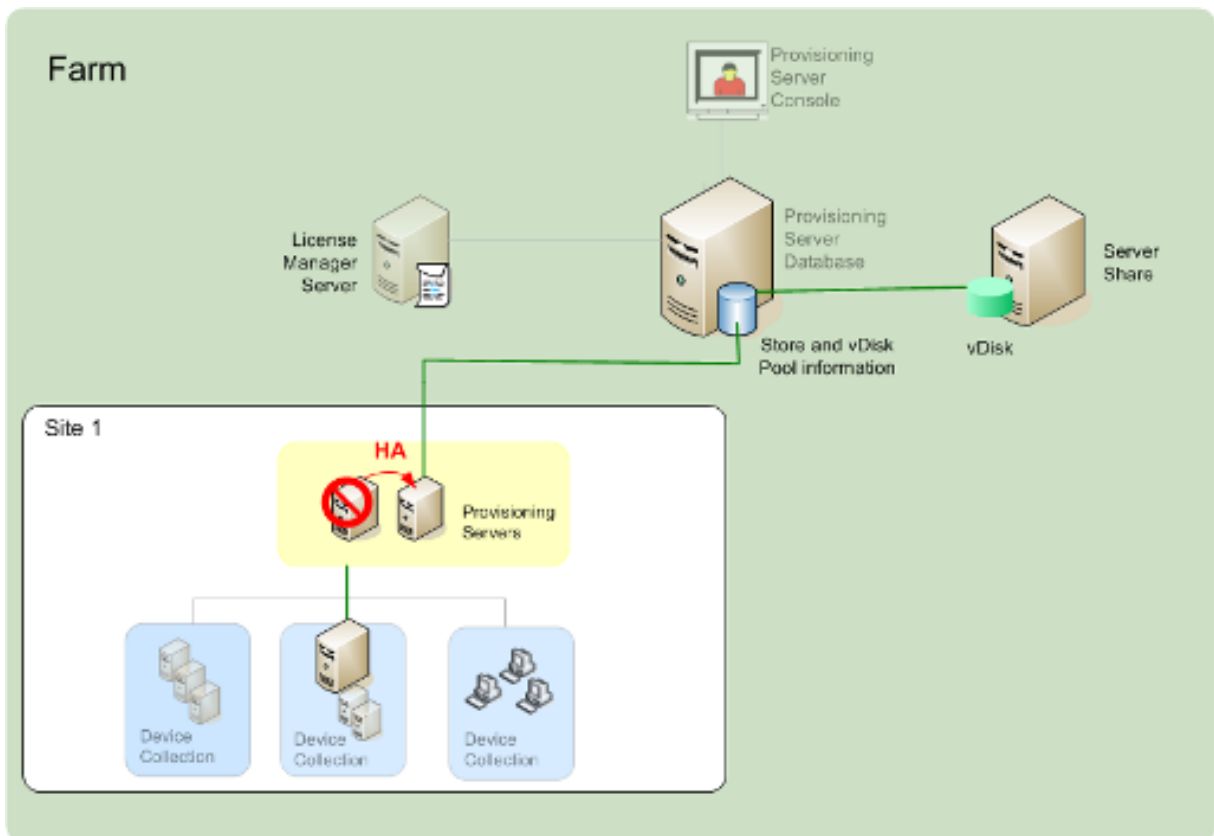 Farm
Provisioning
Server
Console
License
Manager
Server
Provisioning
Server
Database
Server
Share
Store and vDisk
Pool information
vDisk
Site 1
HA
Provisioning
Servers
Device
Collection
Device
Collection
Device
Collection